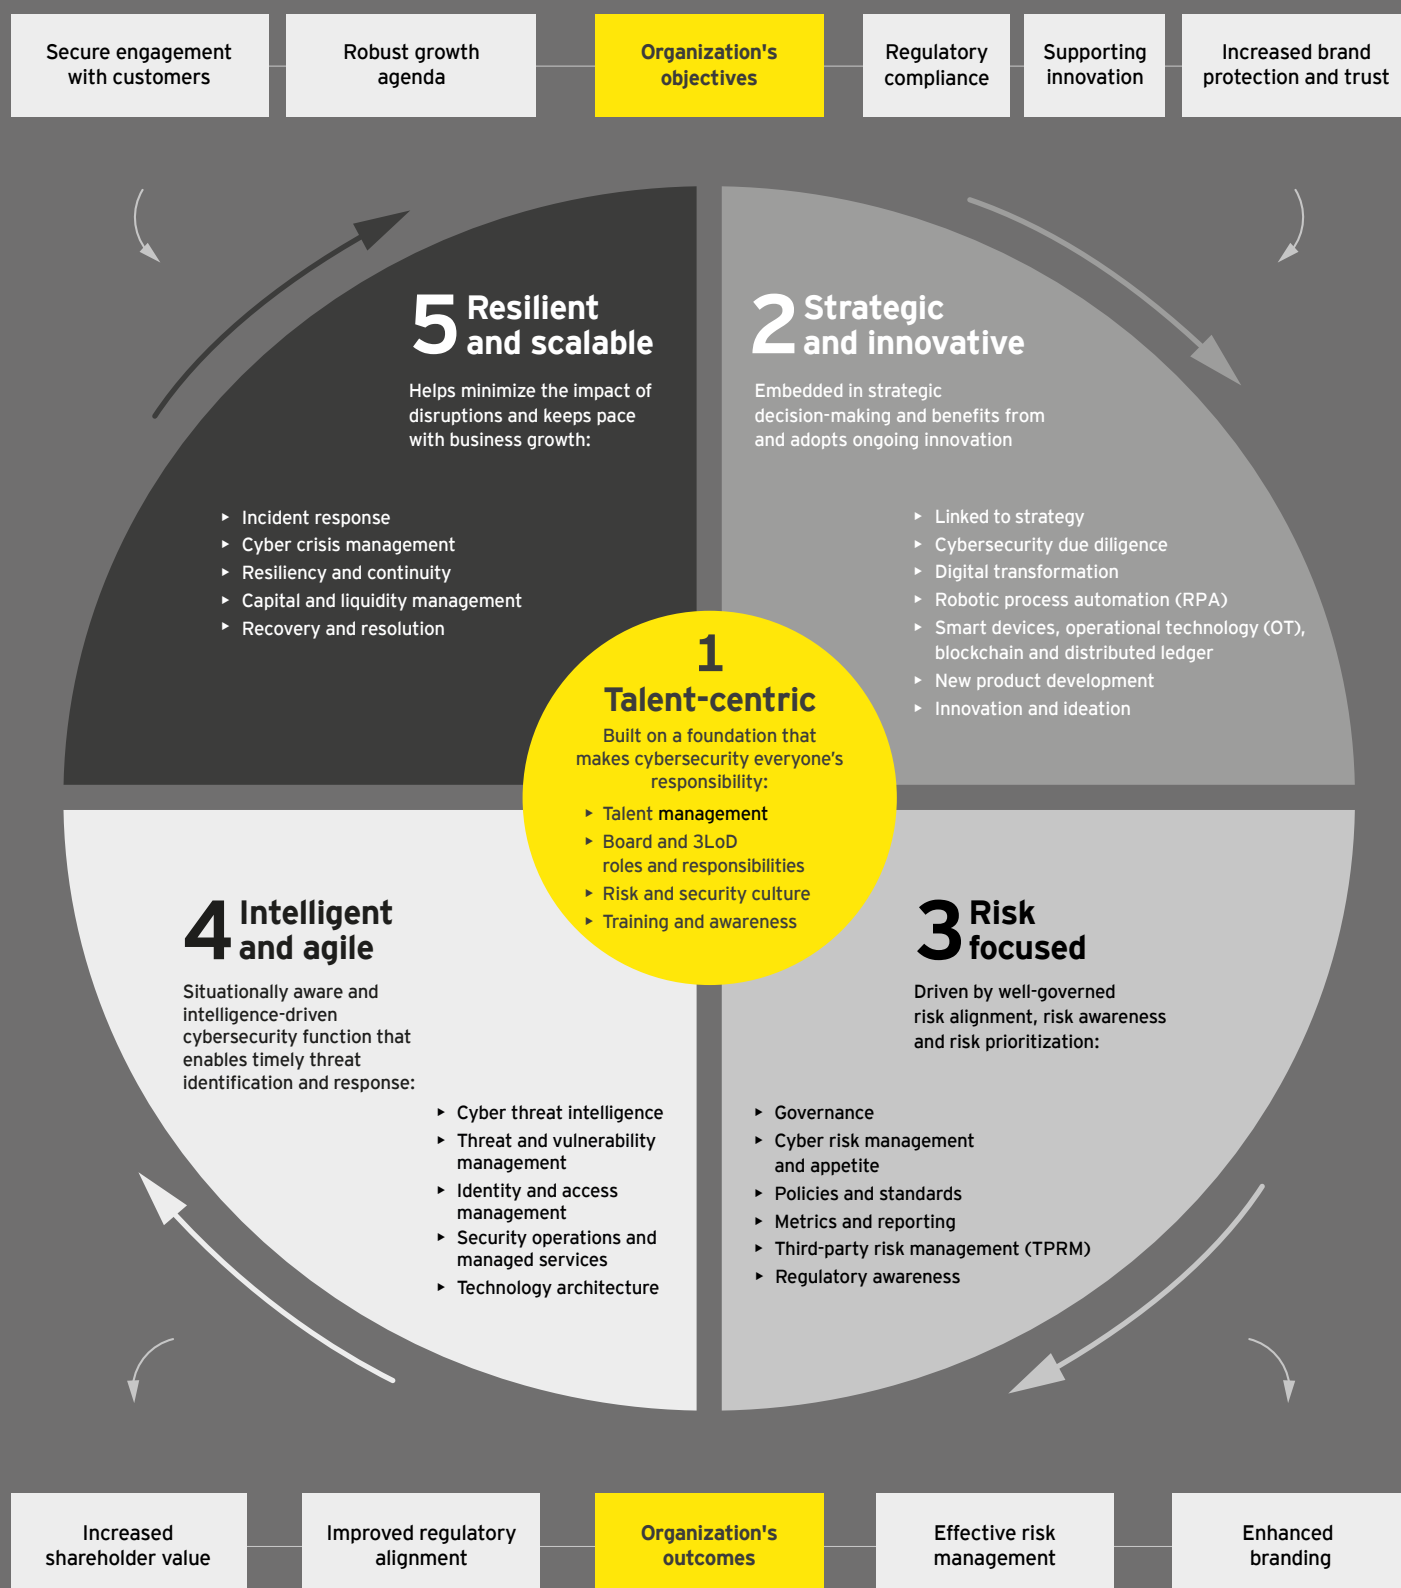 Secure engagement
with customers
Robust growth
agenda
Organization's
objectives
Regulatory
compliance
Supporting
innovation
Increased brand
protection and trust
5 Resilient
and scalable
Helps minimize the impact of
disruptions and keeps pace
with business growth:
▸ Incident response
▸ Cyber crisis management
▸ Resiliency and continuity
▸ Capital and liquidity management
▸ Recovery and resolution
2 Strategic
and innovative
Embedded in strategic
decision-making and benefits from
and adopts ongoing innovation
▸ Linked to strategy
▸ Cybersecurity due diligence
▸ Digital transformation
▸ Robotic process automation (RPA)
▸ Smart devices, operational technology (OT),
blockchain and distributed ledger
▸ New product development
▸ Innovation and ideation
1
Talent-centric
Built on a foundation that
makes cybersecurity everyone’s
responsibility:
▸ Talent management
▸ Board and 3LoD
roles and responsibilities
▸ Risk and security culture
▸ Training and awareness
4 Intelligent
and agile
Situationally aware and
intelligence-driven
cybersecurity function that
enables timely threat
identification and response:
▸ Cyber threat intelligence
▸ Threat and vulnerability
management
▸ Identity and access
management
▸ Security operations and
managed services
▸ Technology architecture
3 Risk
focused
Driven by well-governed
risk alignment, risk awareness
and risk prioritization:
▸ Governance
▸ Cyber risk management
and appetite
▸ Policies and standards
▸ Metrics and reporting
▸ Third-party risk management (TPRM)
▸ Regulatory awareness
Increased
shareholder value
Improved regulatory
alignment
Organization's
outcomes
Effective risk
management
Enhanced
branding